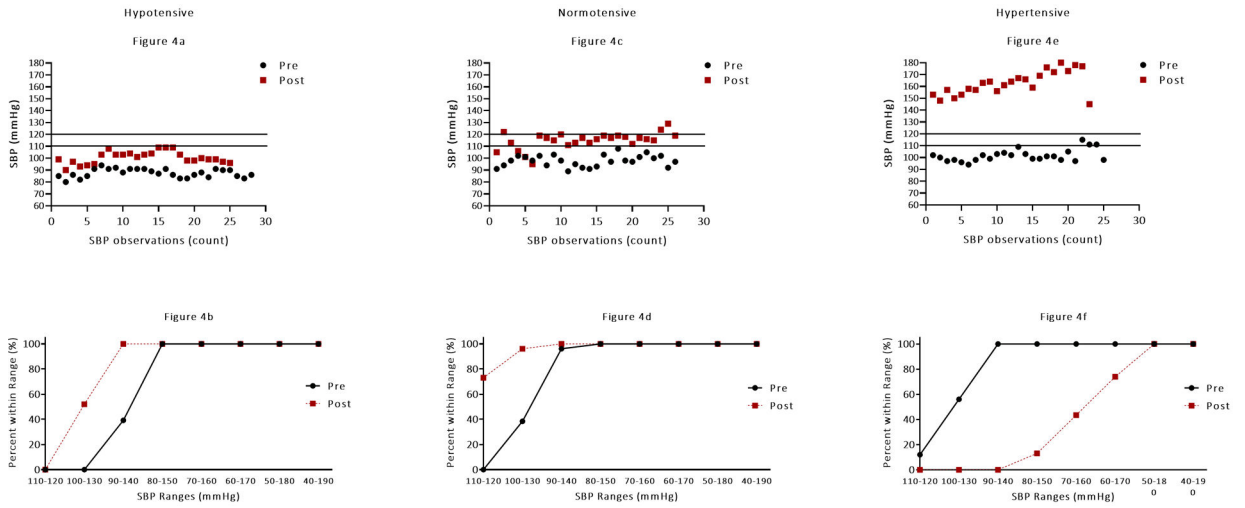 Hypotensive
Normotensive
Hypertensive
Figure 4a
Figure 4c
Figure 4e
180
170
160
150
140
130
120
110
100
90
80
70
60
SBP (mmHg)
0 5 10 15 20 25 30
SBP observations (count)
Pre
Post
180
170
160
150
140
130
120
110
100
90
80
70
60
SBP (mmHg)
0 5 10 15 20 25 30
SBP observations (count)
Pre
Post
180
170
160
150
140
130
120
110
100
90
80
70
60
SBP (mmHg)
0 5 10 15 20 25 30
SBP observations (count)
Pre
Post
Figure 4b
Figure 4d
Figure 4f
100
80
60
40
20
0
Percent within Range (%)
110-120 100-130 90-140 80-150 70-160 60-170 50-180 40-190
SBP Ranges (mmHg)
Pre
Post
100
80
60
40
20
0
Percent within Range (%)
110-120 100-130 90-140 80-150 70-160 60-170 50-180 40-190
SBP Ranges (mmHg)
Pre
Post
100
80
60
40
20
0
Percent within Range (%)
110-120 100-130 90-140 80-150 70-160 60-170 50-18 40-19
0 0
SBP Ranges (mmHg)
Pre
Post